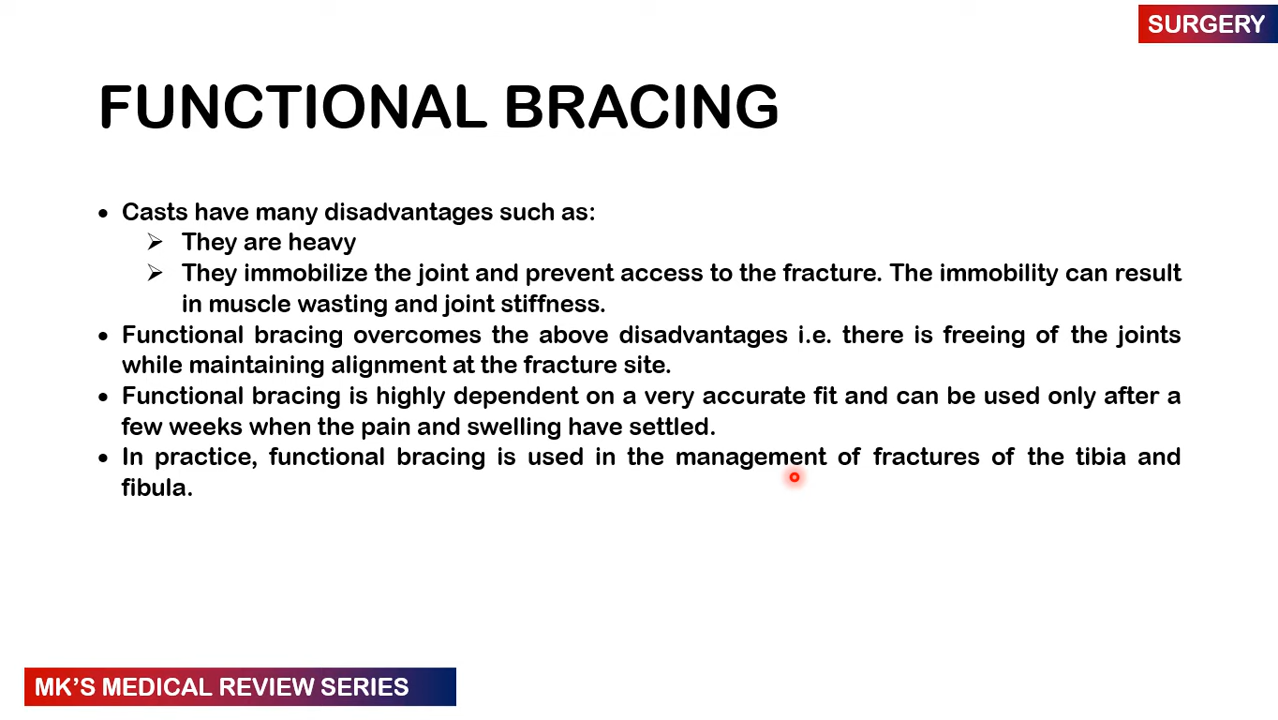 SURGERY
FUNCTIONAL BRACING
• Casts have many disadvantages such as:
➢ They are heavy
➢ They immobilize the joint and prevent access to the fracture. The immobility can result
in muscle wasting and joint stiffness.
• Functional bracing overcomes the above disadvantages i.e. there is freeing of the joints
while maintaining alignment at the fracture site.
• Functional bracing is highly dependent on a very accurate fit and can be used only after a
few weeks when the pain and swelling have settled.
• In practice, functional bracing is used in the management of fractures of the tibia and
fibula.
MK’S MEDICAL REVIEW SERIES